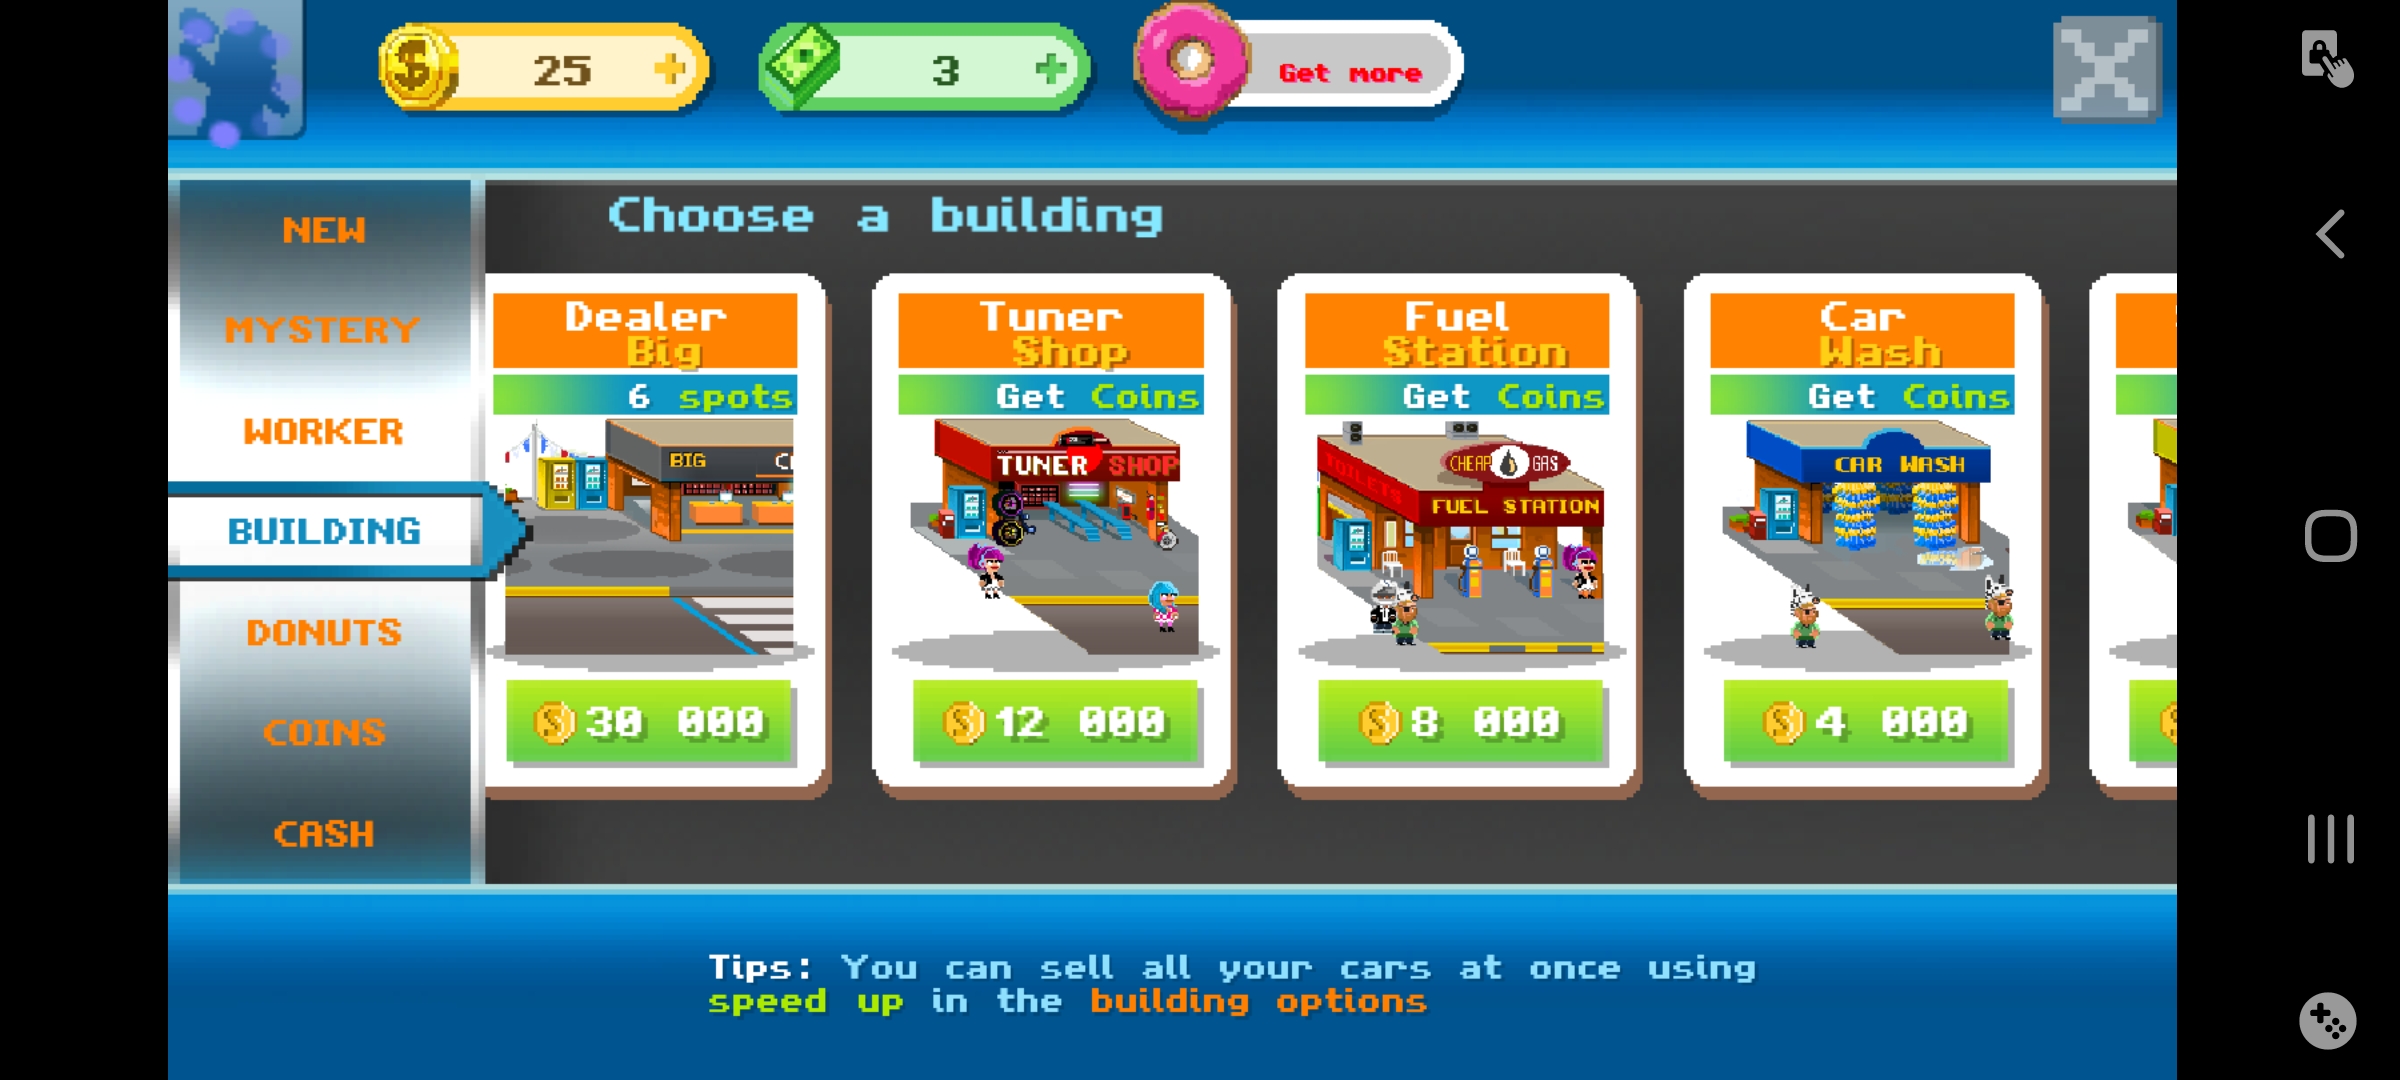 25
3
Get more
NEW
MYSTERY
WORKER
BUILDING
DONUTS
COINS
CASH
Choose a building
Dealer
Big
6 spots
BIG
30 000
Tuner
Shop
Get Coins
TUNER SHOP
12 000
Fuel
Station
Get Coins
TOILETS
CHEAP GAS
FUEL STATION
8 000
Car
Wash
Get Coins
CAR WASH
4 000
Tips: You can sell all your cars at once using
speed up in the building options